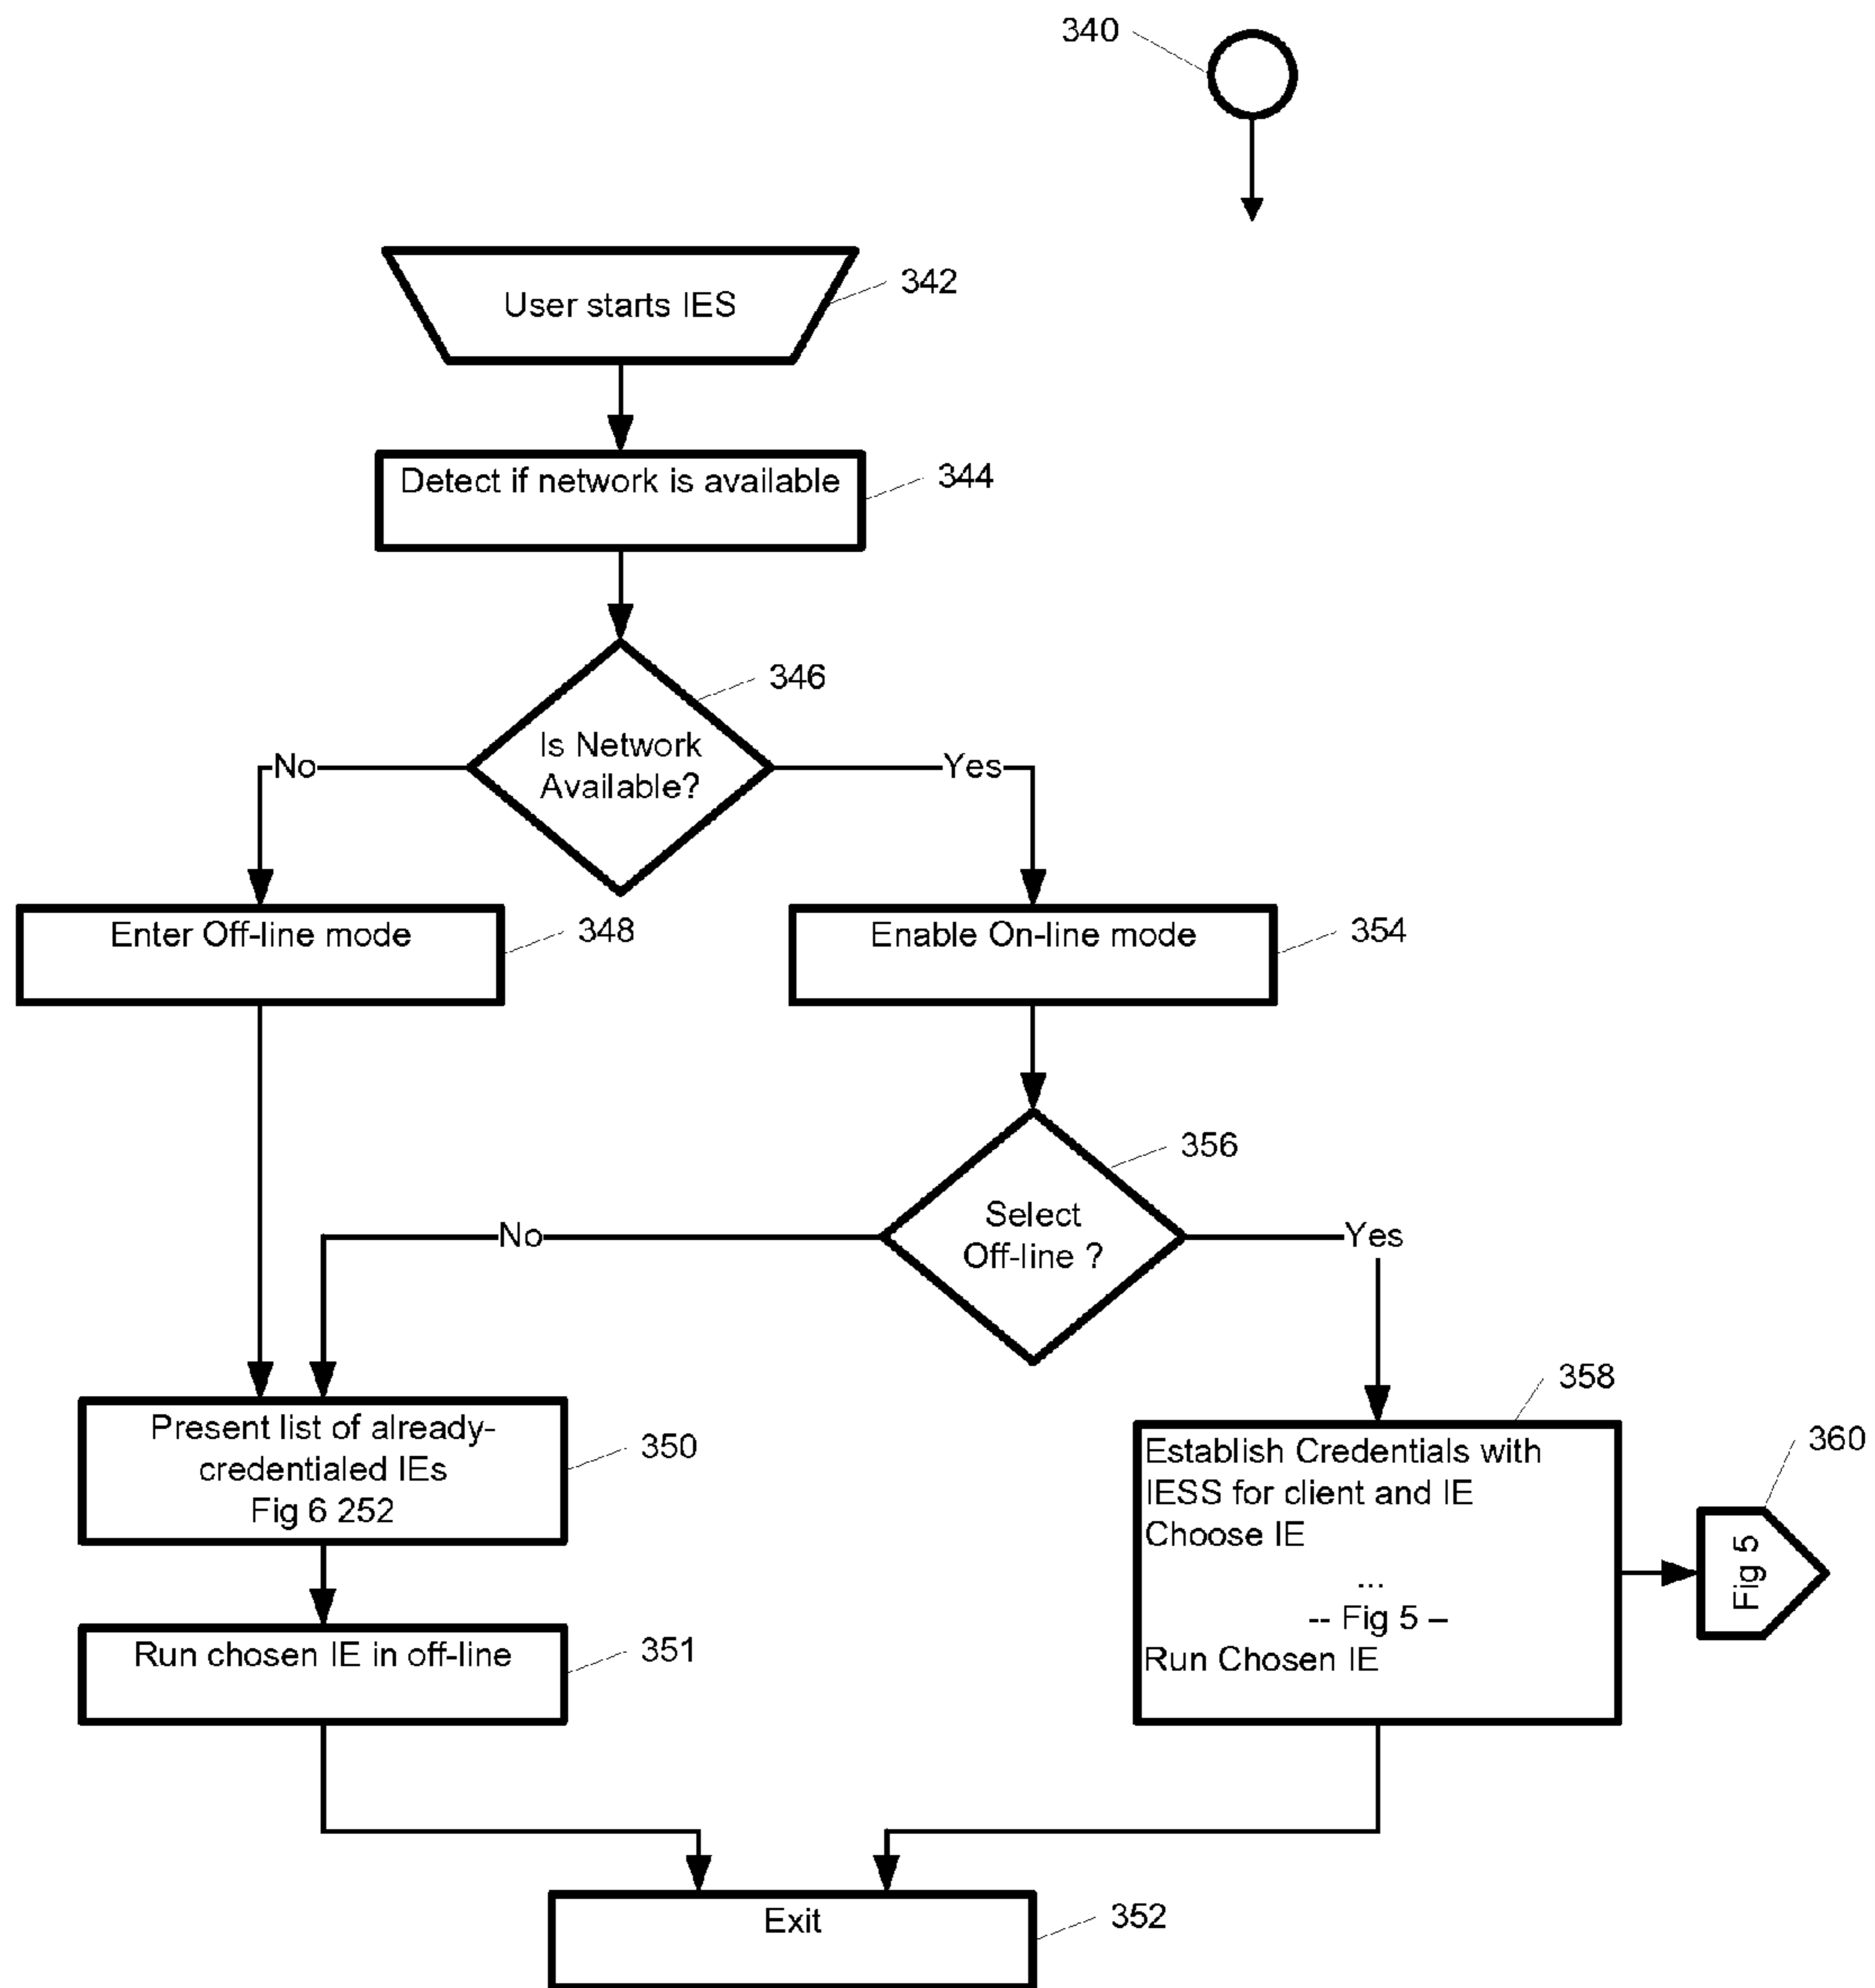 340
User starts IES
342
Detect if network is available
344
346
Is Network
Available?
No
Yes
Enter Off-line mode
348
Enable On-line mode
354
356
Select
Off-line ?
No
Yes
Present list of already-
credentialed IEs
Fig 6 252
350
358
Establish Credentials with
IESS for client and IE
Choose IE
...
-- Fig 5 –
Run Chosen IE
360
Fig 5
Run chosen IE in off-line
351
Exit
352